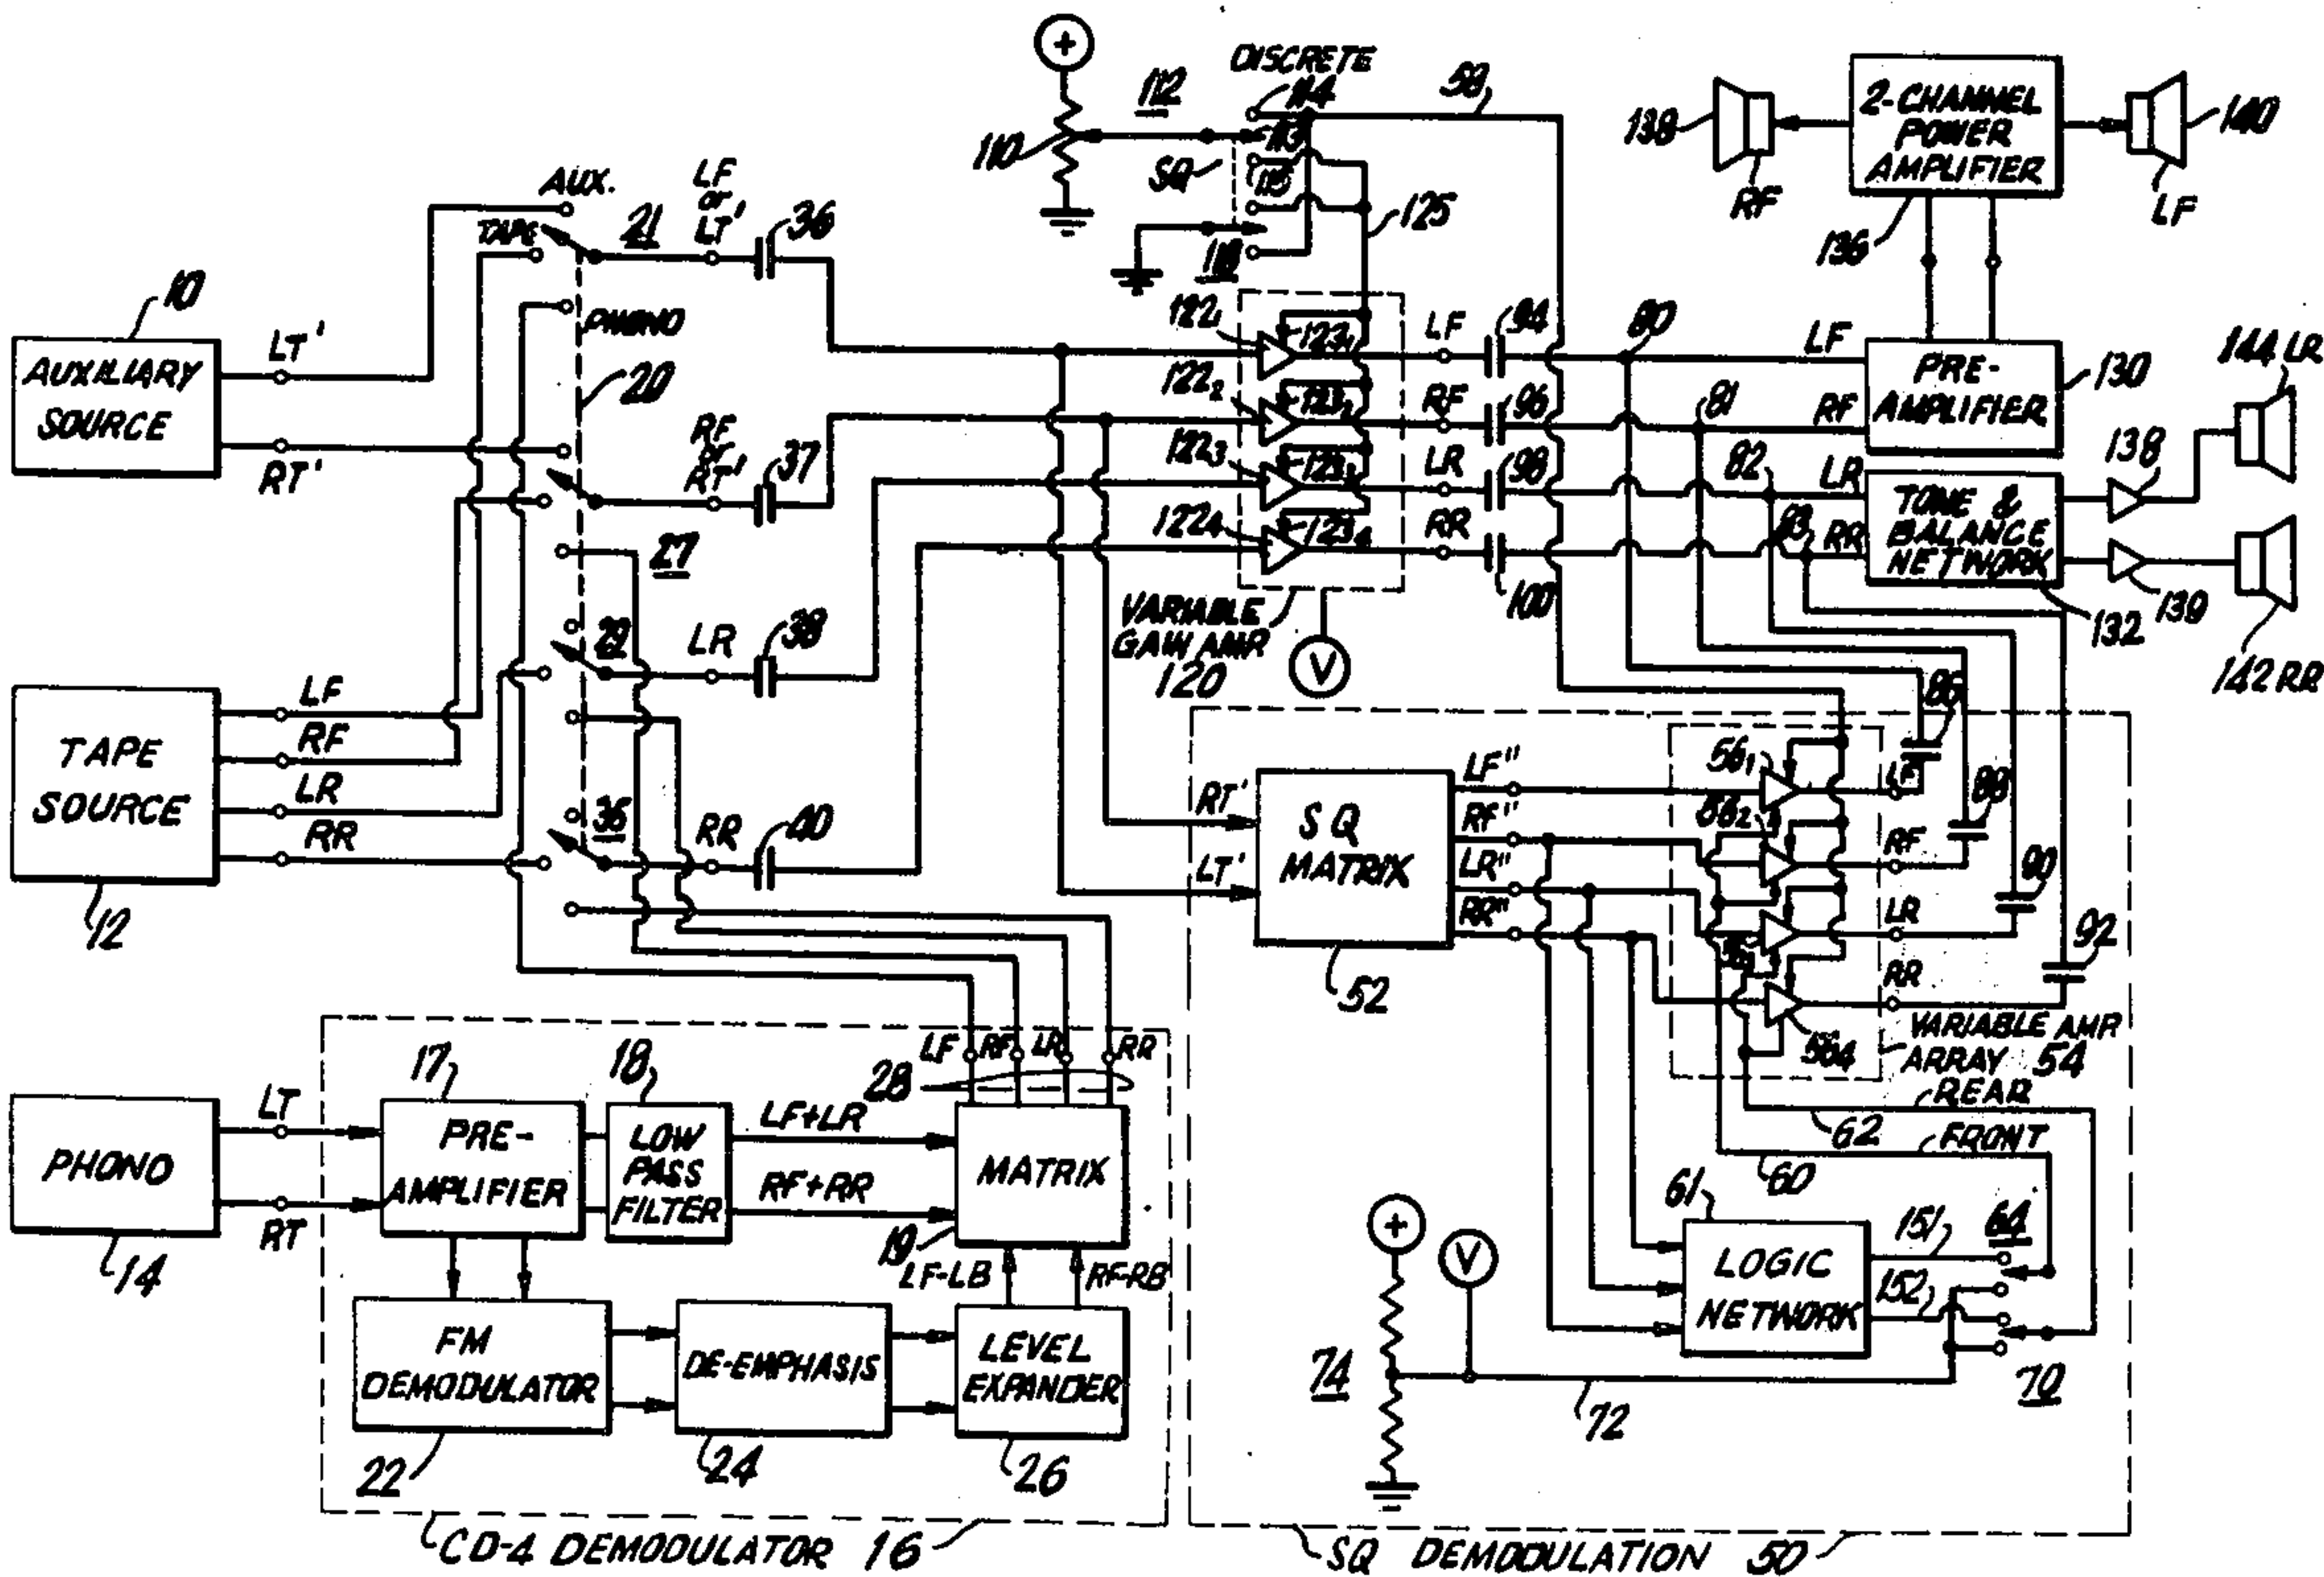 DISCRETE
112
114
58
110
113
SQ
115
118
125
138
RF
2-CHANNEL
POWER
AMPLIFIER
136
140
LF
AUX.
TAPE
21
LF
or
LT'
36
10
AUXILIARY
SOURCE
LT'
RT'
PHONO
20
RF
or
RT'
37
27
122₁
123₁
122₂
123₂
122₃
123₃
122₄
123₄
LF
94
RF
96
LR
98
RR
100
VARIABLE
GAIN AMP.
120
V
80
81
82
83
LF
RF
LR
RR
PRE-
AMPLIFIER
130
TONE &
BALANCE
NETWORK
132
138
139
144 LR
142 RR
TAPE
SOURCE
12
LF
RF
LR
RR
29
LR
38
35
RR
40
RT'
LT'
SQ
MATRIX
52
LF"
RF"
LR"
RR"
56₁
56₂
56₄
LF
RF
LR
RR
86
88
90
92
VARIABLE AMP.
ARRAY 54
REAR
62
FRONT
60
PHONO
14
LT
RT
17
PRE-
AMPLIFIER
18
LOW
PASS
FILTER
LF+LR
RF+RR
LF
RF
LR
RR
28
MATRIX
19
LF-LB
RF-RB
FM
DEMODULATOR
22
DE-EMPHASIS
24
LEVEL
EXPANDER
26
CD-4 DEMODULATOR 16
74
V
72
61
LOGIC
NETWORK
151
152
64
70
SQ DEMODULATION 50